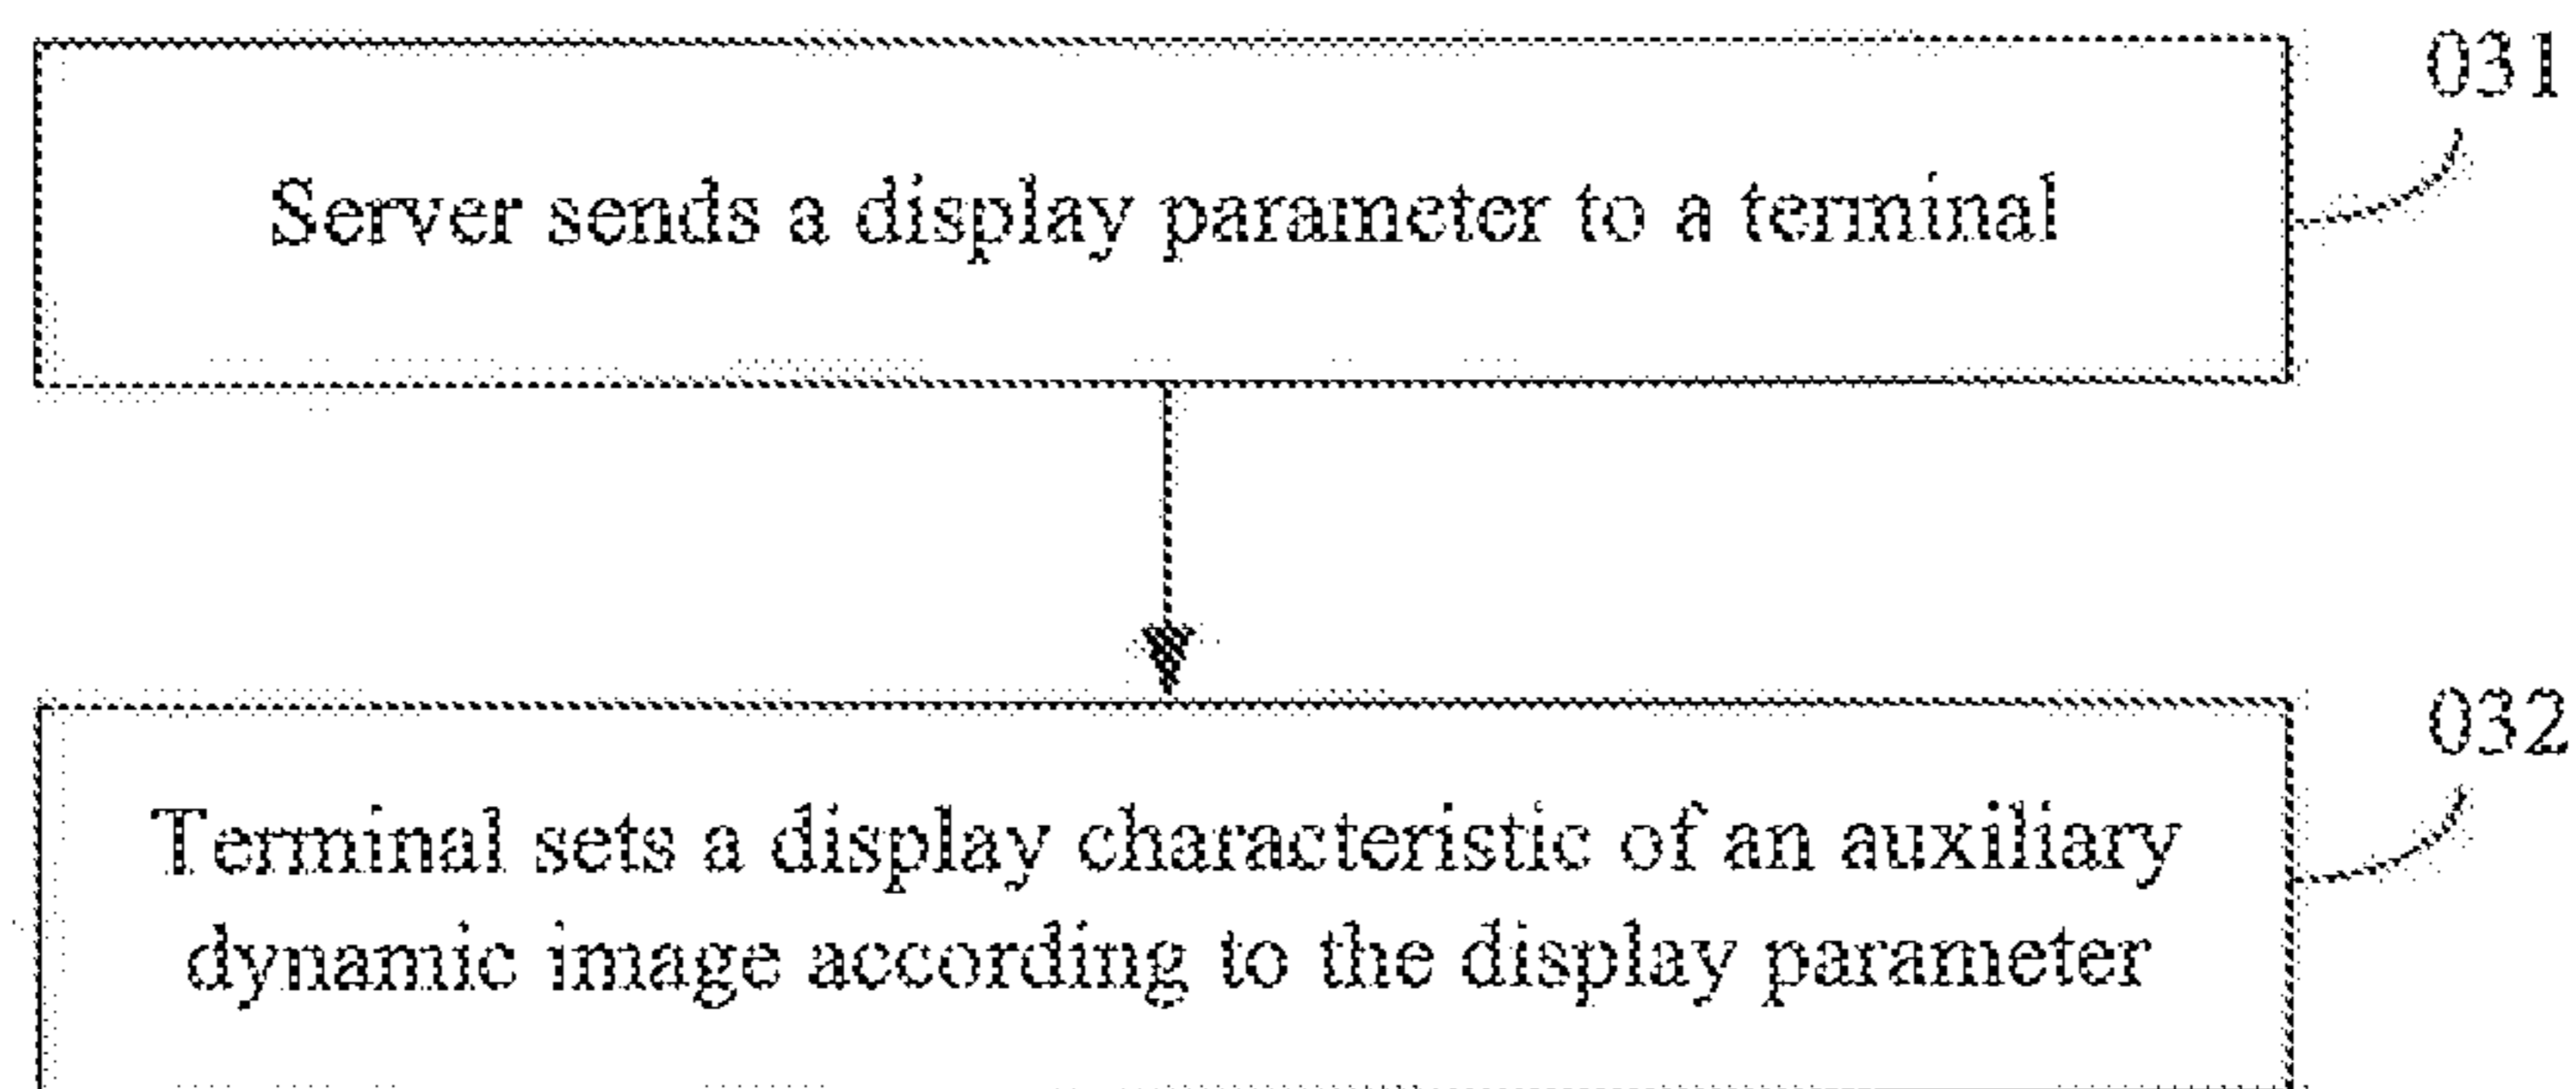 031
Server sends a display parameter to a terminal
032
Terminal sets a display characteristic of an auxiliary
dynamic image according to the display parameter